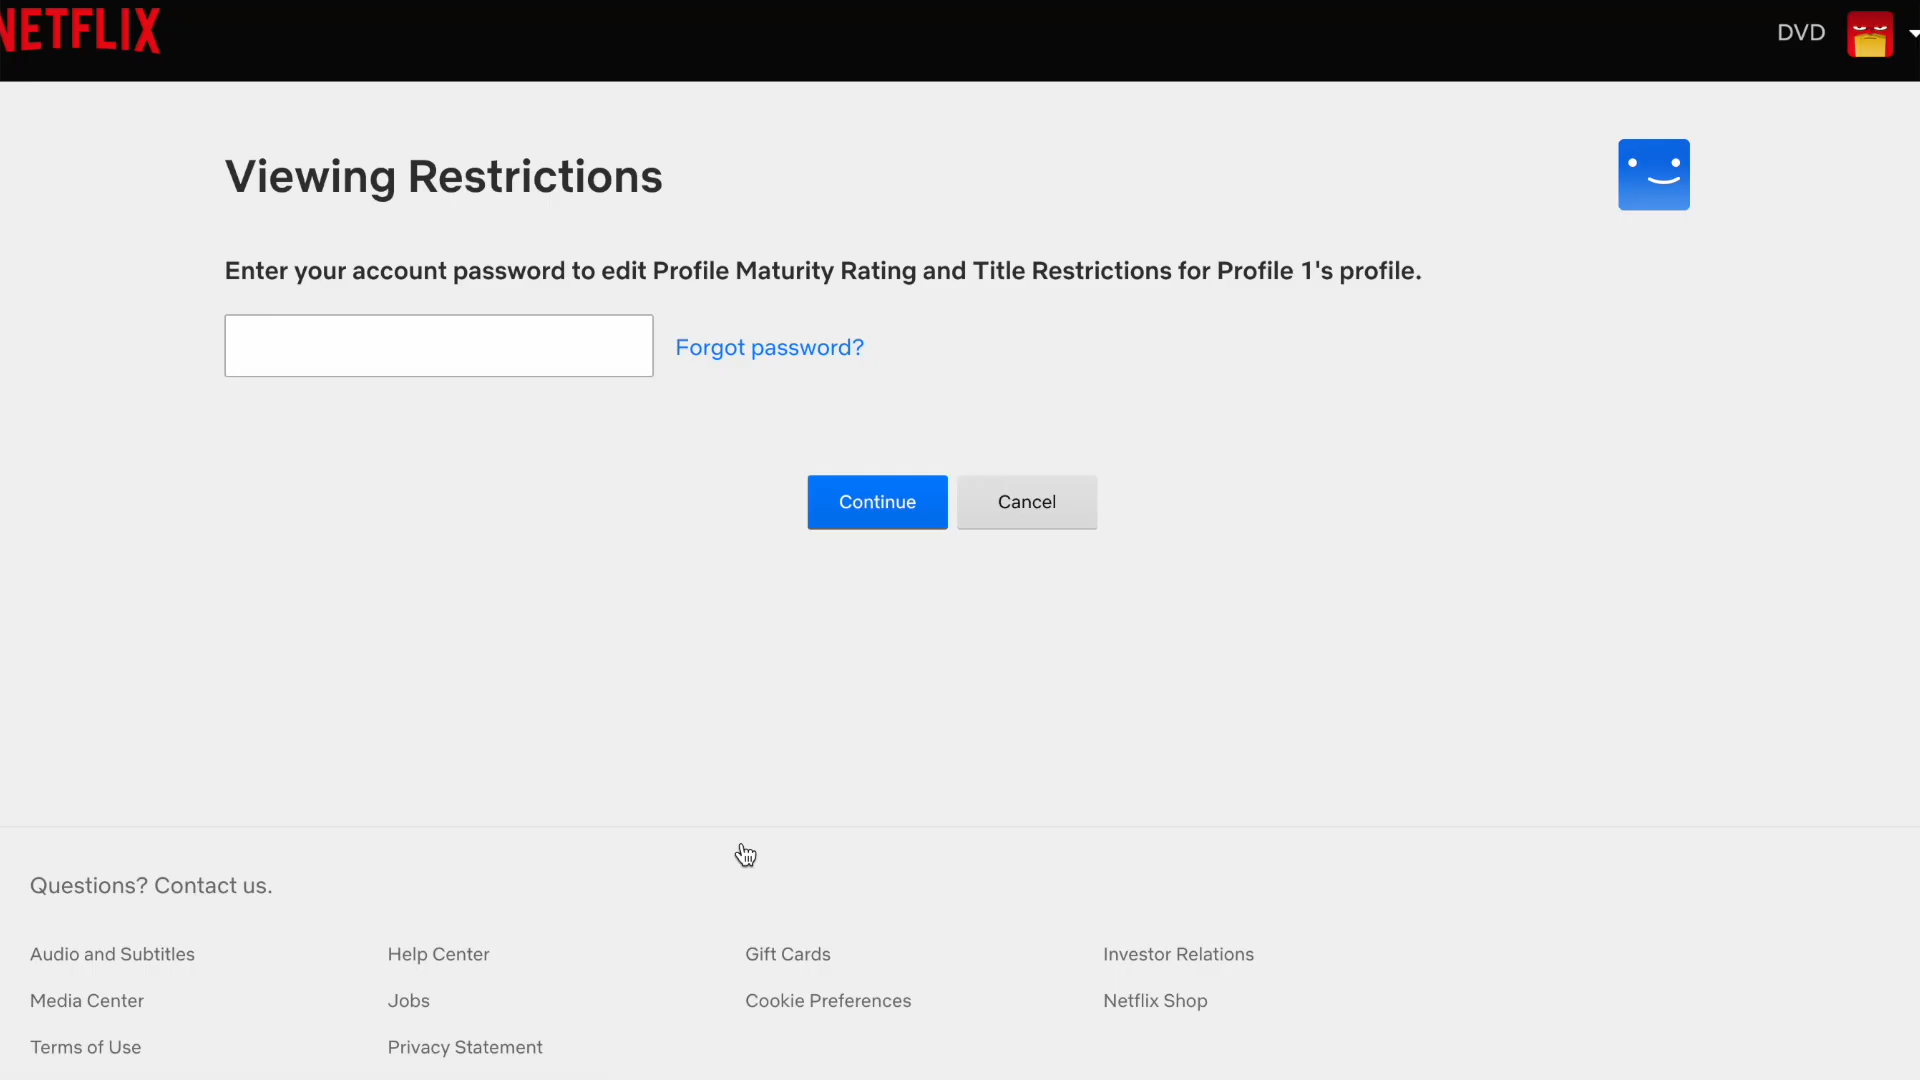 NETFLIX
DVD
Viewing Restrictions
Enter your account password to edit Profile Maturity Rating and Title Restrictions for Profile 1's profile.
Forgot password?
Continue
Cancel
Questions? Contact us.
Audio and Subtitles
Help Center
Gift Cards
Investor Relations
Media Center
Jobs
Cookie Preferences
Netflix Shop
Terms of Use
Privacy Statement